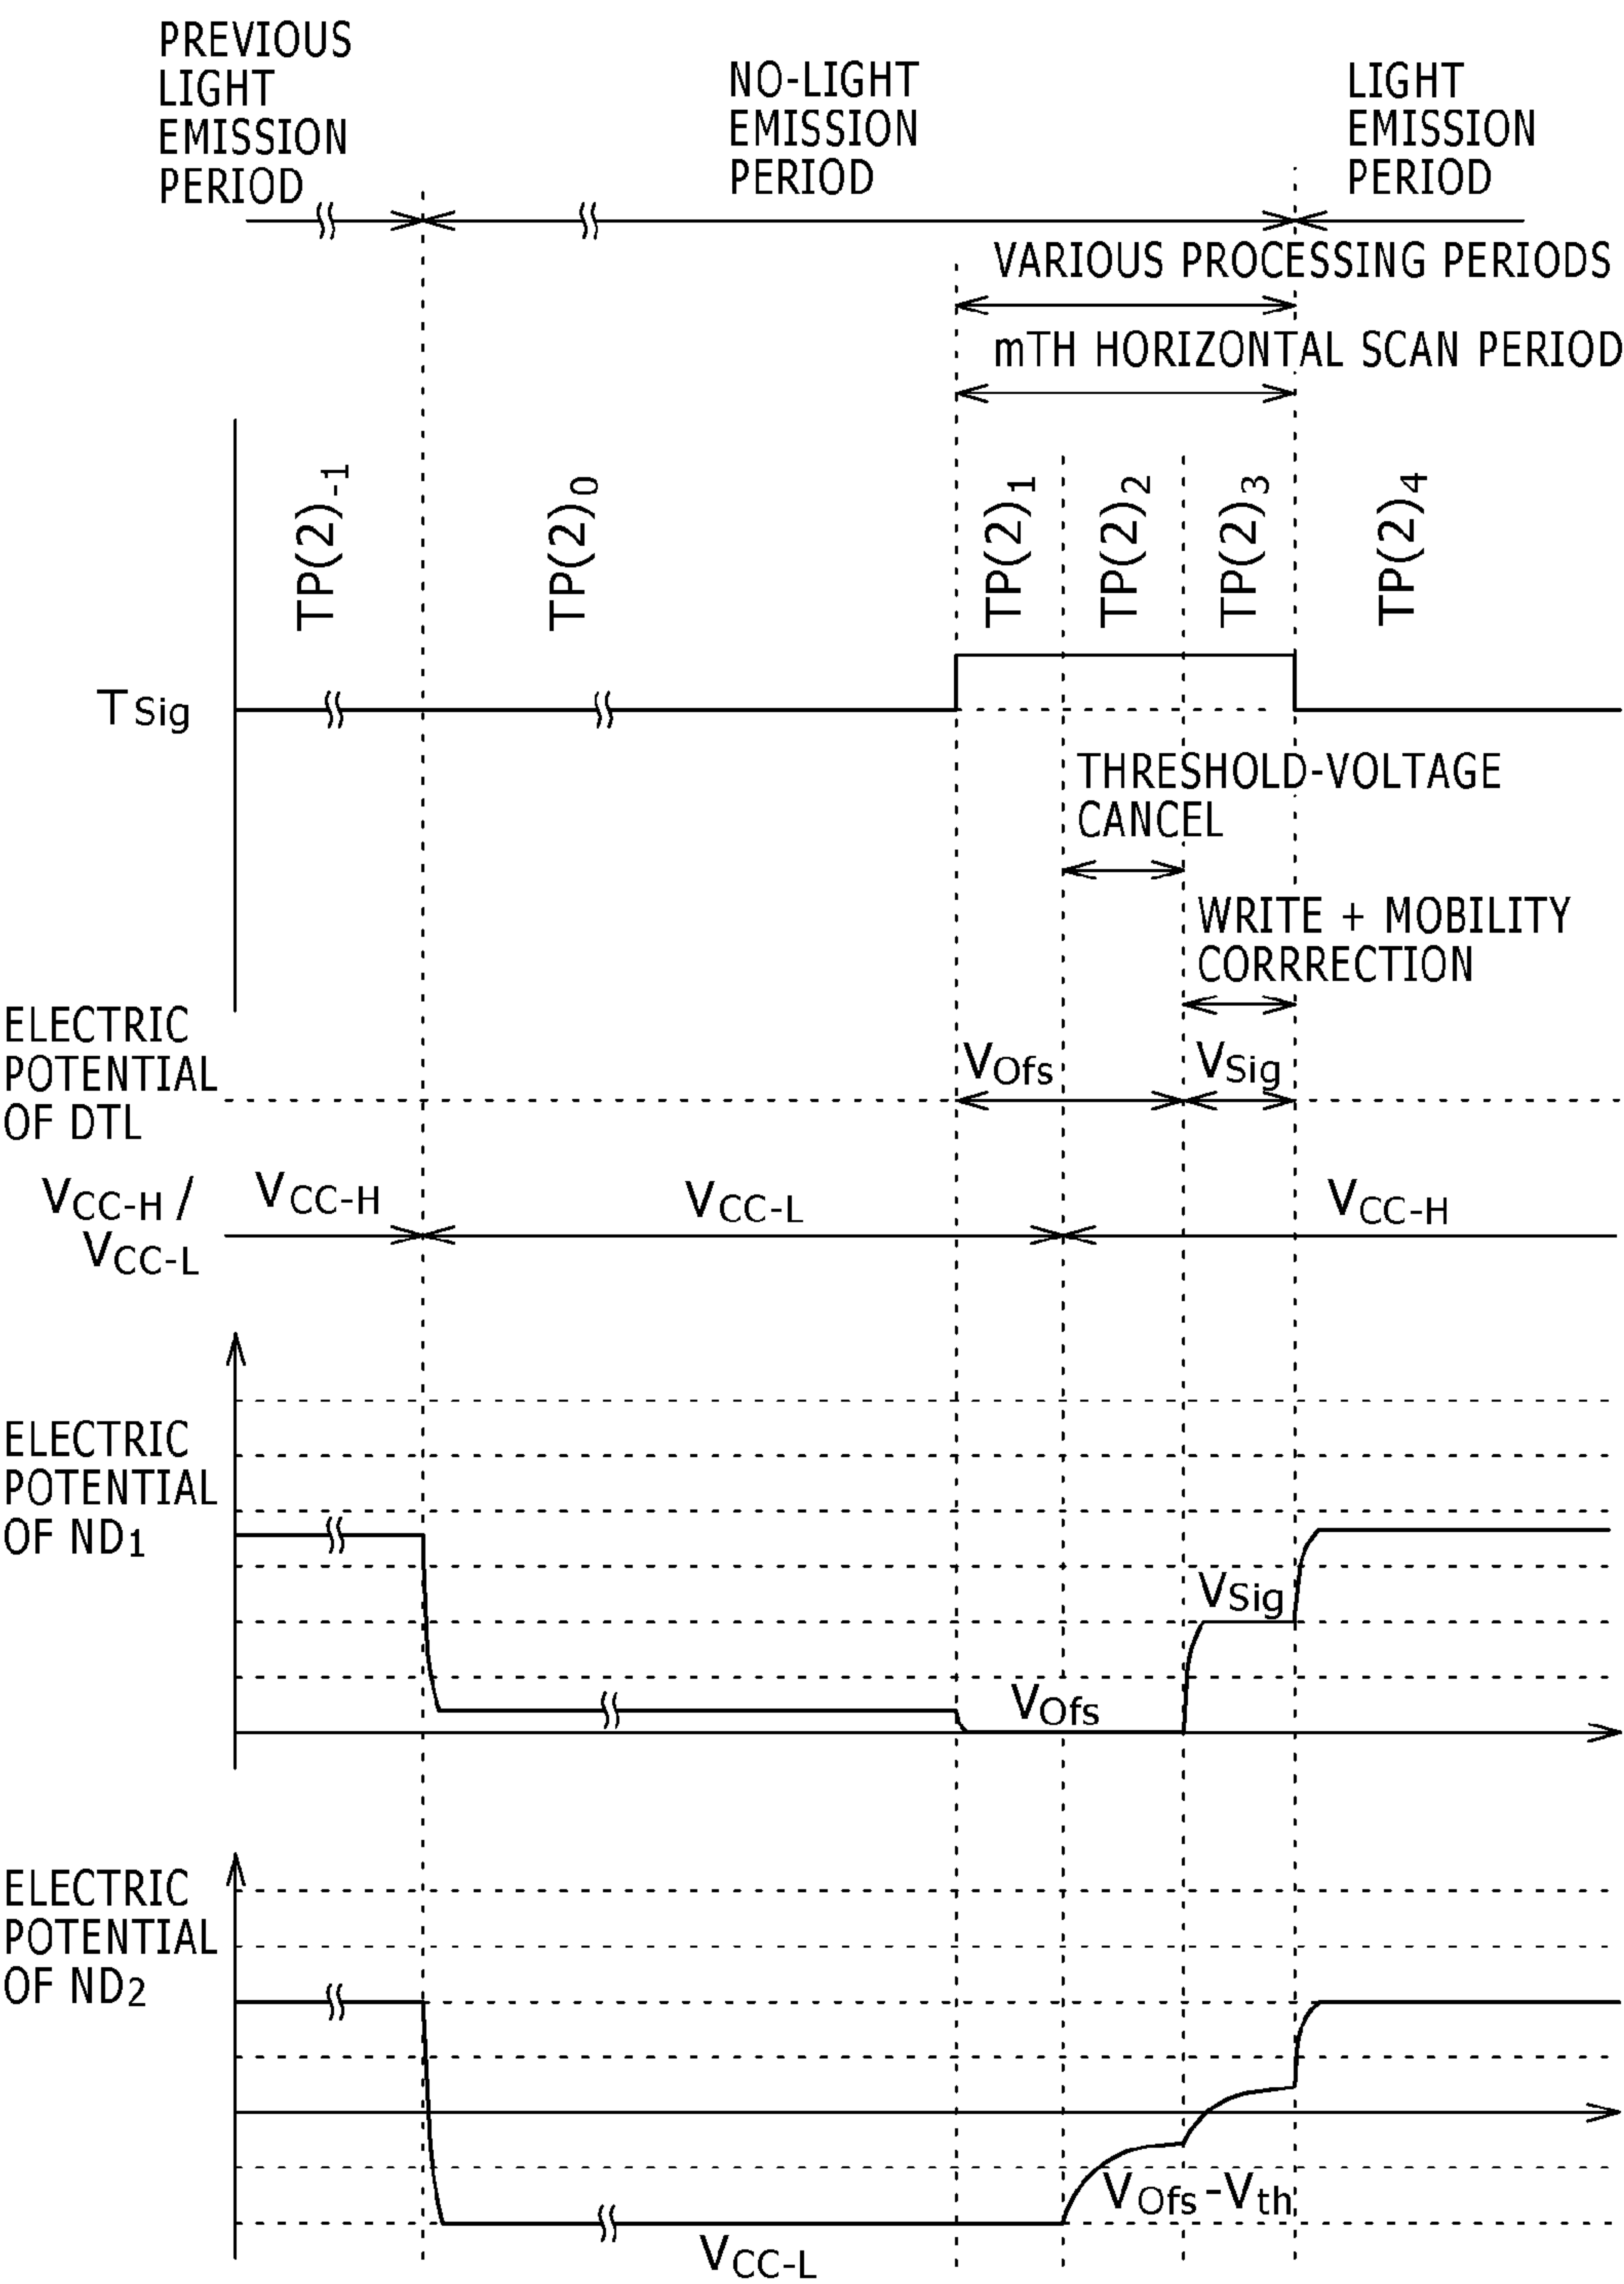 PREVIOUS
LIGHT
EMISSION
PERIOD
NO-LIGHT
EMISSION
PERIOD
LIGHT
EMISSION
PERIOD
VARIOUS PROCESSING PERIODS
mTH HORIZONTAL SCAN PERIOD
TP(2)-1
TP(2)0
TP(2)1
TP(2)2
TP(2)3
TP(2)4
TSig
THRESHOLD-VOLTAGE
CANCEL
WRITE + MOBILITY
CORRRECTION
ELECTRIC
POTENTIAL
OF DTL
VOfs
VSig
VCC-H /
VCC-L
VCC-H
VCC-L
VCC-H
ELECTRIC
POTENTIAL
OF ND1
VSig
VOfs
ELECTRIC
POTENTIAL
OF ND2
VOfs-Vth
VCC-L